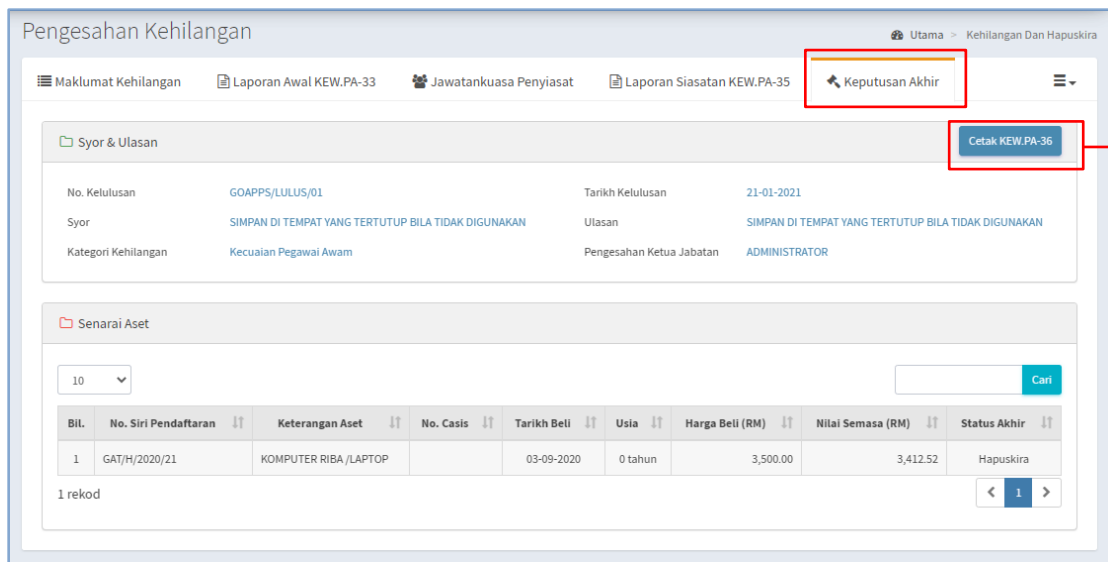 Pengesahan Kehilangan
Utama > Kehilangan Dan Hapuskira
Maklumat Kehilangan Laporan Awal KEW.PA-33 Jawatankuasa Penyiasat Laporan Siasatan KEW.PA-35 Keputusan Akhir
Syor & Ulasan Cetak KEW.PA-36
No. Kelulusan GOAPPS/LULUS/01 Tarikh Kelulusan 21-01-2021
Syor SIMPAN DI TEMPAT YANG TERTUTUP BILA TIDAK DIGUNAKAN Ulasan SIMPAN DI TEMPAT YANG TERTUTUP BILA TIDAK DIGUNAKAN
Kategori Kehilangan Kecuaian Pegawai Awam Pengesahan Ketua Jabatan ADMINISTRATOR
Senarai Aset
10 Cari
Bil. No. Siri Pendaftaran Keterangan Aset No. Casis Tarikh Beli Usia Harga Beli (RM) Nilai Semasa (RM) Status Akhir
1 GAT/H/2020/21 KOMPUTER RIBA /LAPTOP 03-09-2020 0 tahun 3,500.00 3,412.52 Hapuskira
1 rekod < 1 >